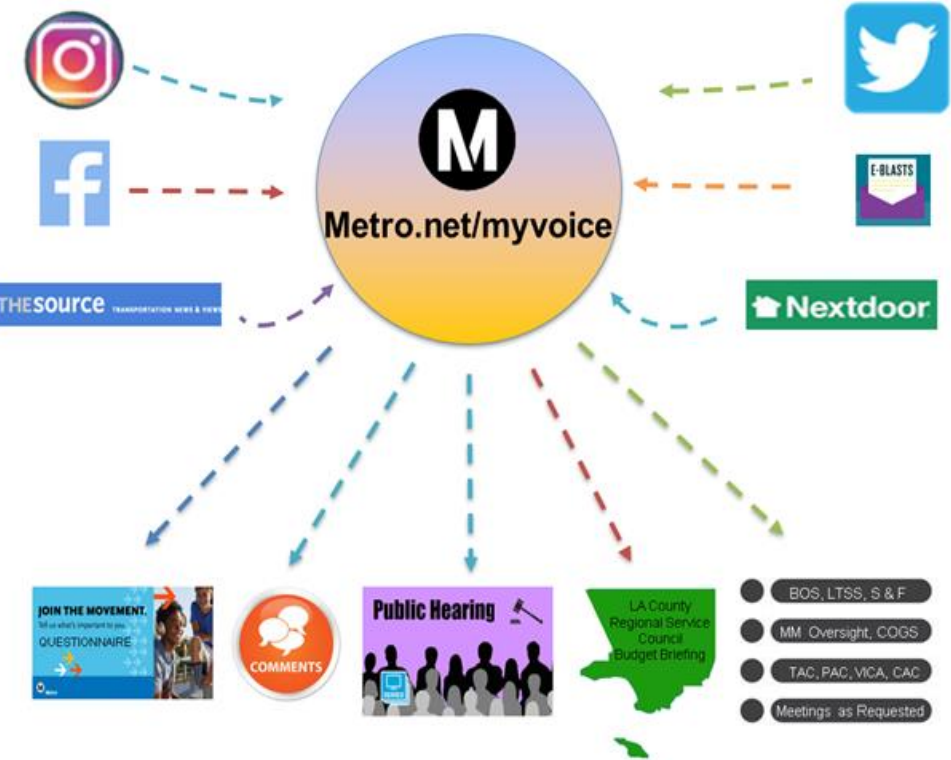 E-BLASTS
M
Metro.net/myvoice
THESource TRANSPORTATION NEWS & VIEWS
Nextdoor
JOIN THE MOVEMENT.
Tell us what's important to you.
QUESTIONNAIRE
Metro
COMMENTS
Public Hearing
LA County
Regional Service
Council
Budget Briefing
BOS, LTSS, S & F
MM Oversight, COGS
TAC, PAC, VICA, CAC
Meetings as Requested